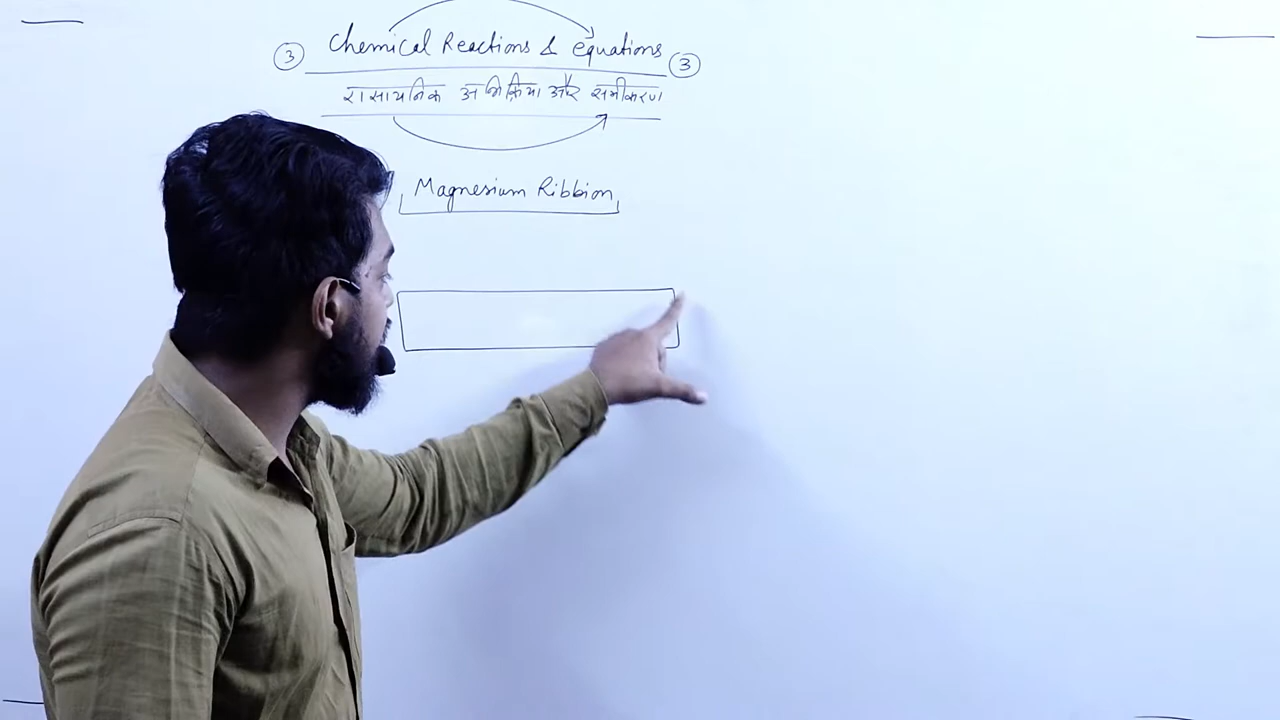 ③ Chemical Reactions & equations ③
रासायनिक अभिक्रिया और समीकरण
Magnesium Ribbion